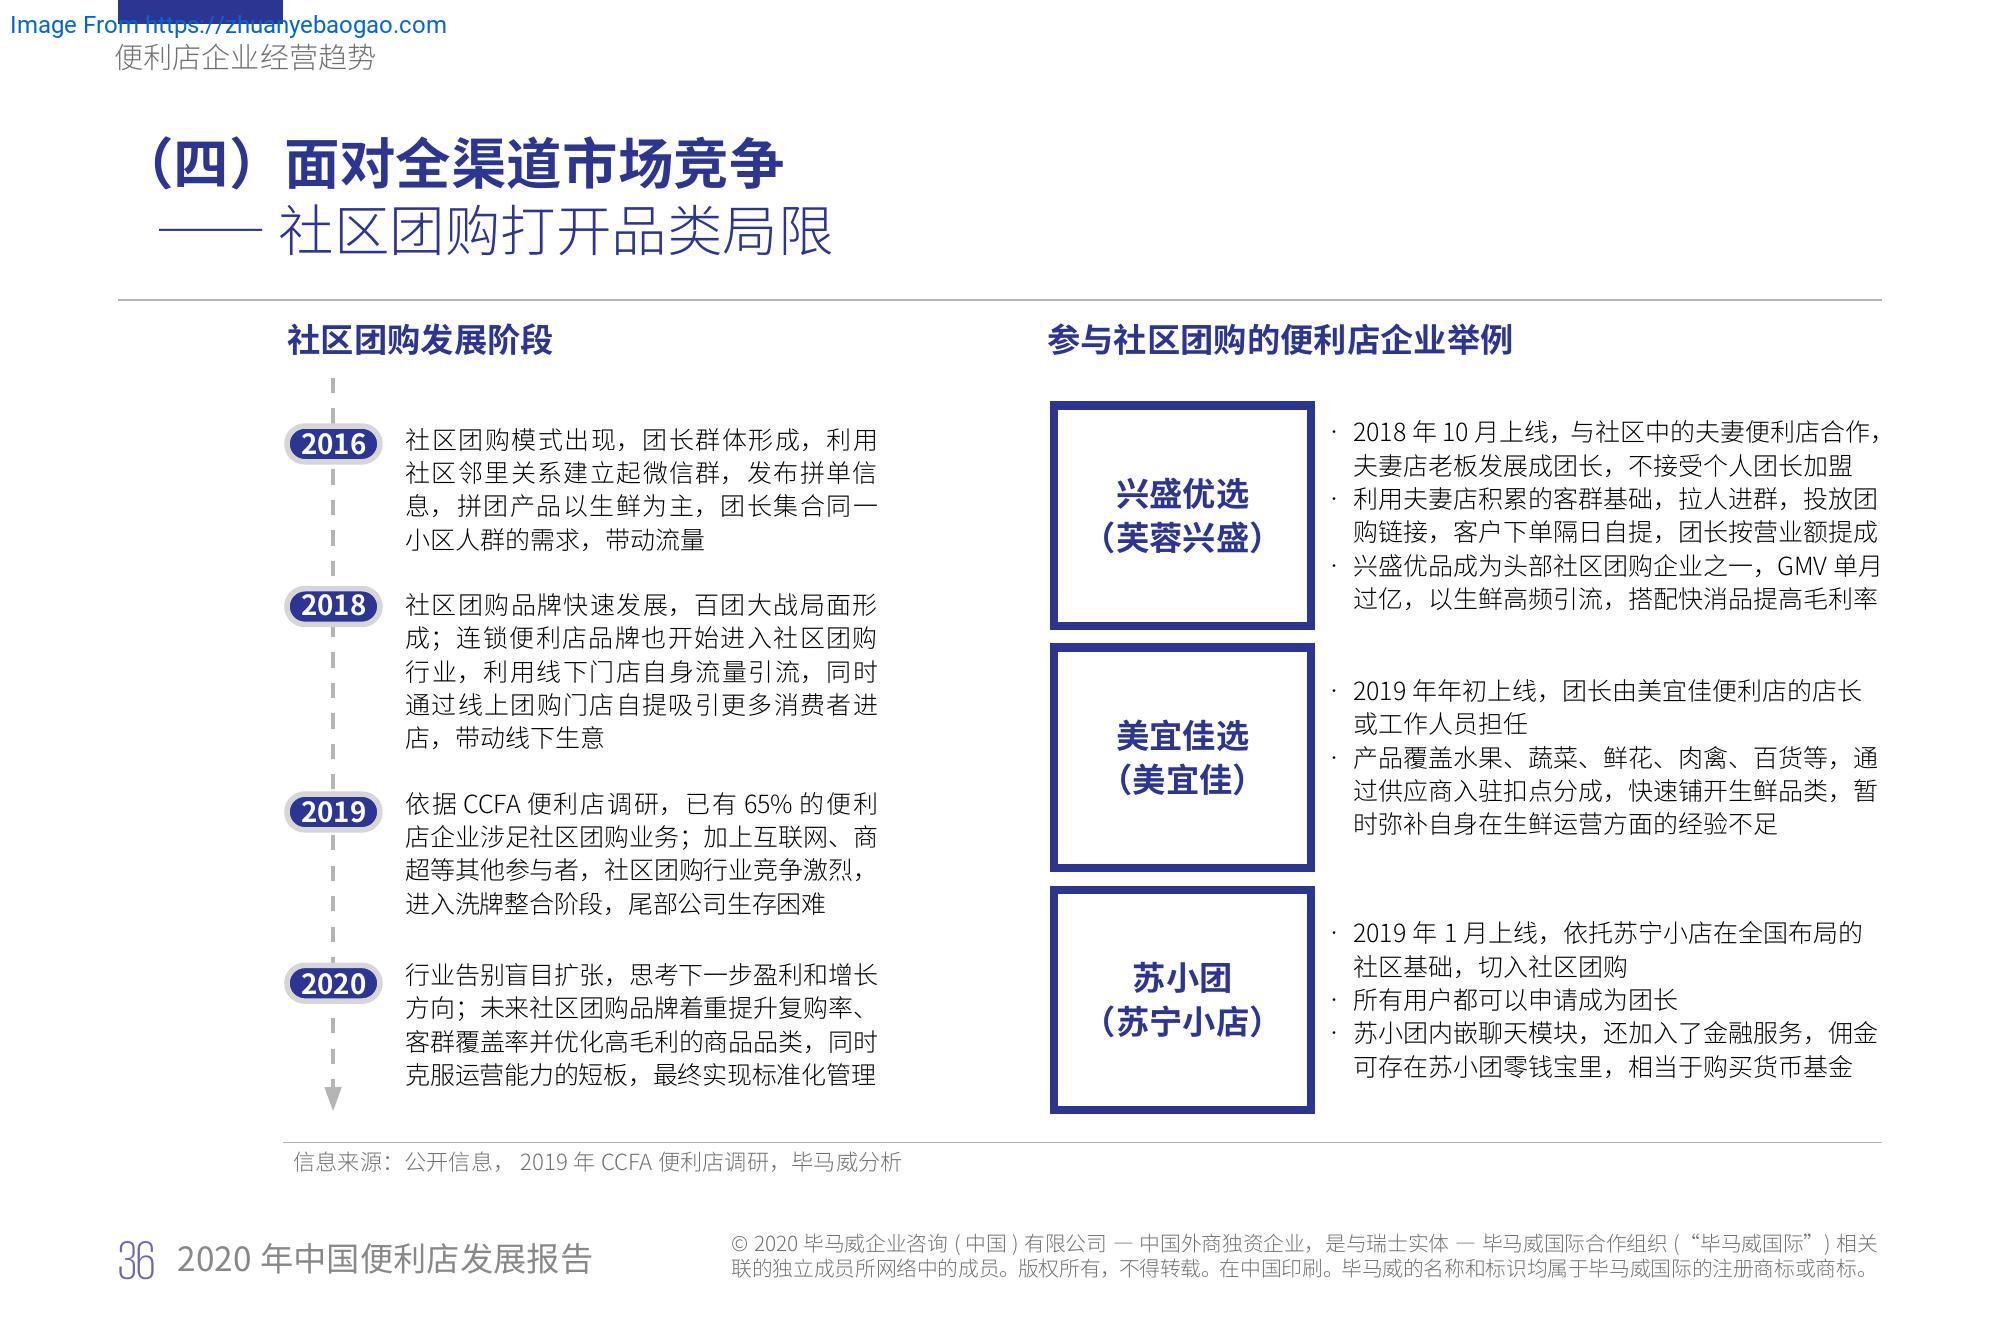 Image From https://zhuanyebaogao.com
便利店企业经营趋势
（四）面对全渠道市场竞争
—— 社区团购打开品类局限
社区团购发展阶段
2016
社区团购模式出现，团长群体形成，利用
社区邻里关系建立起微信群，发布拼单信
息，拼团产品以生鲜为主，团长集合同一
小区人群的需求，带动流量
2018
社区团购品牌快速发展，百团大战局面形
成；连锁便利店品牌也开始进入社区团购
行业，利用线下门店自身流量引流，同时
通过线上团购门店自提吸引更多消费者进
店，带动线下生意
2019
依据 CCFA 便利店调研，已有 65% 的便利
店企业涉足社区团购业务；加上互联网、商
超等其他参与者，社区团购行业竞争激烈，
进入洗牌整合阶段，尾部公司生存困难
2020
行业告别盲目扩张，思考下一步盈利和增长
方向；未来社区团购品牌着重提升复购率、
客群覆盖率并优化高毛利的商品品类，同时
克服运营能力的短板，最终实现标准化管理
参与社区团购的便利店企业举例
兴盛优选
（芙蓉兴盛）
· 2018 年 10 月上线，与社区中的夫妻便利店合作，
夫妻店老板发展成团长，不接受个人团长加盟
· 利用夫妻店积累的客群基础，拉人进群，投放团
购链接，客户下单隔日自提，团长按营业额提成
· 兴盛优品成为头部社区团购企业之一，GMV 单月
过亿，以生鲜高频引流，搭配快消品提高毛利率
美宜佳选
（美宜佳）
· 2019 年年初上线，团长由美宜佳便利店的店长
或工作人员担任
· 产品覆盖水果、蔬菜、鲜花、肉禽、百货等，通
过供应商入驻扣点分成，快速铺开生鲜品类，暂
时弥补自身在生鲜运营方面的经验不足
苏小团
（苏宁小店）
· 2019 年 1 月上线，依托苏宁小店在全国布局的
社区基础，切入社区团购
· 所有用户都可以申请成为团长
· 苏小团内嵌聊天模块，还加入了金融服务，佣金
可存在苏小团零钱宝里，相当于购买货币基金
信息来源：公开信息， 2019 年 CCFA 便利店调研，毕马威分析
36 2020 年中国便利店发展报告
© 2020 毕马威企业咨询 ( 中国 ) 有限公司 — 中国外商独资企业，是与瑞士实体 — 毕马威国际合作组织 (“毕马威国际”) 相关
联的独立成员所网络中的成员。版权所有，不得转载。在中国印刷。毕马威的名称和标识均属于毕马威国际的注册商标或商标。